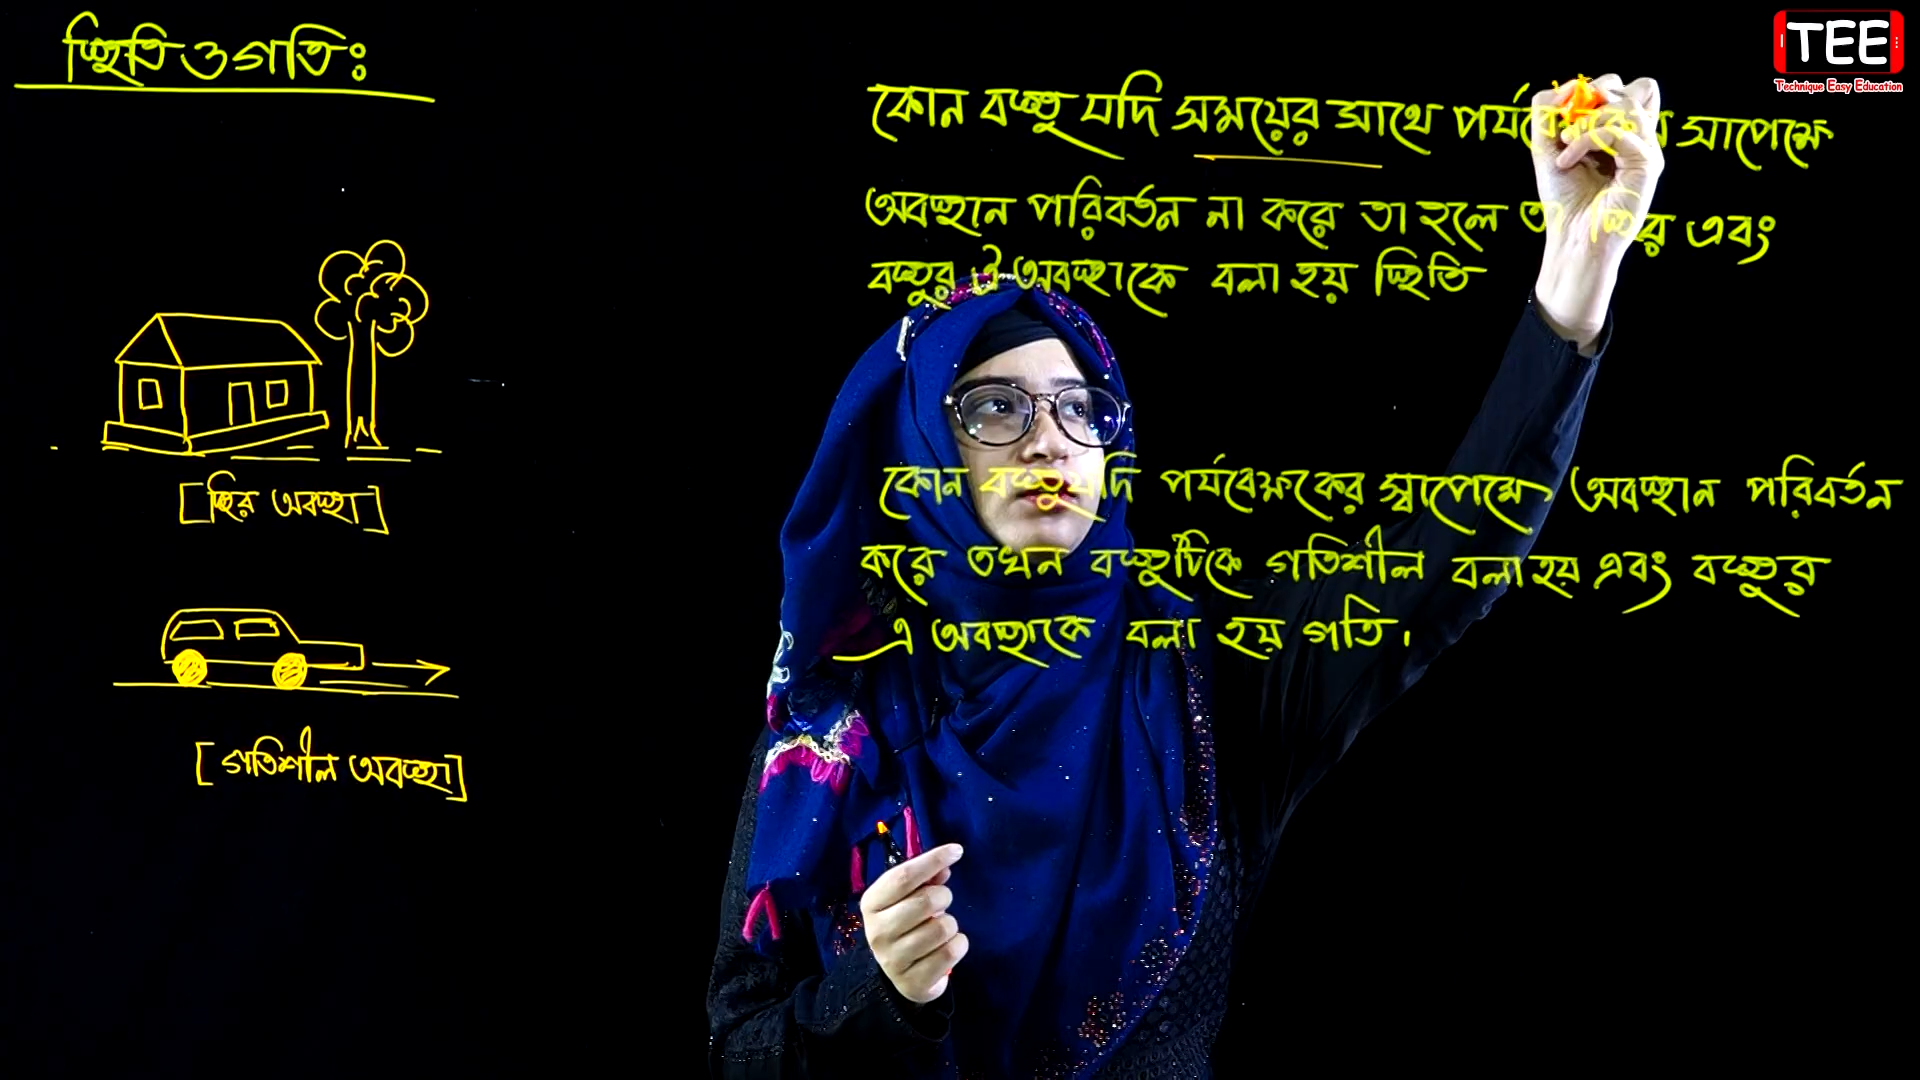 স্থিতি ও গতি:
TEE
Technique Easy Education
কোন বস্তু যদি সময়ের সাথে পর্যবেক্ষকের সাপেক্ষে
অবস্থান পরিবর্তন না করে তা হলে তা স্থির এবং
বস্তুর ঐ অবস্থাকে বলা হয় স্থিতি
[স্থির অবস্থা]
কোন বস্তু যদি পর্যবেক্ষকের স্বাপেক্ষে অবস্থান পরিবর্তন
করে তখন বস্তুটিকে গতিশীল বলা হয় এবং বস্তুর
এ অবস্থাকে বলা হয় গতি।
[গতিশীল অবস্থা]